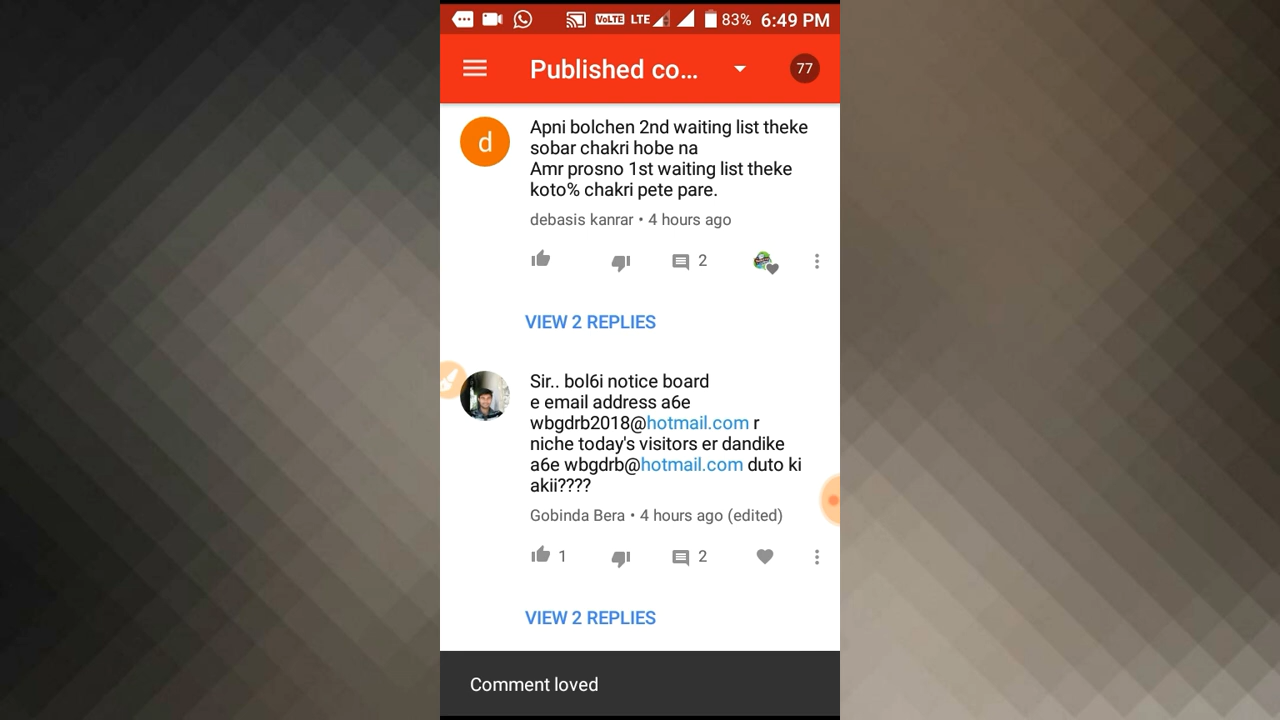 VoLTE LTE 83% 6:49 PM
Published co... 77
d
Apni bolchen 2nd waiting list theke
sobar chakri hobe na
Amr prosno 1st waiting list theke
koto% chakri pete pare.
debasis kanrar • 4 hours ago
2
VIEW 2 REPLIES
Sir.. bol6i notice board
e email address a6e
wbgdrb2018@hotmail.com r
niche today's visitors er dandike
a6e wbgdrb@hotmail.com duto ki
akii????
Gobinda Bera • 4 hours ago (edited)
1 2
VIEW 2 REPLIES
Comment loved